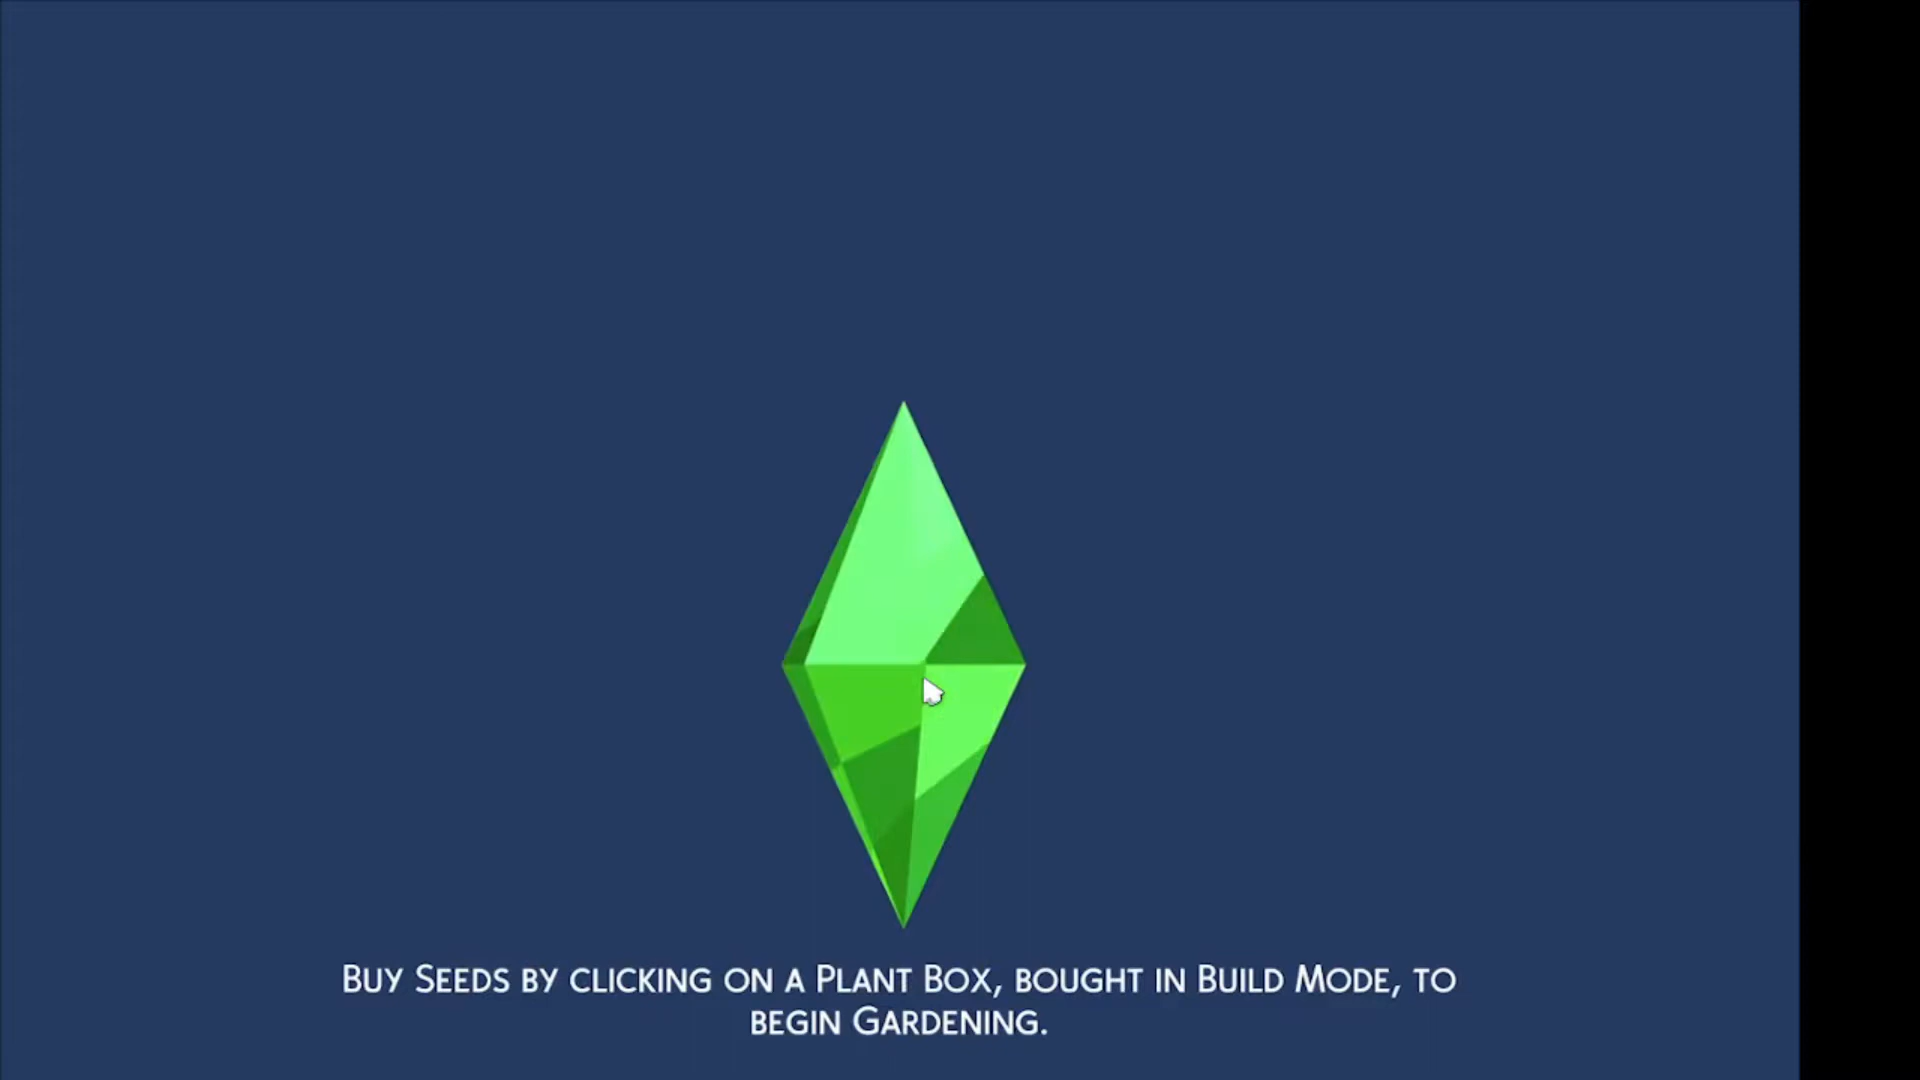 Buy Seeds by clicking on a Plant Box, bought in Build Mode, to
begin Gardening.